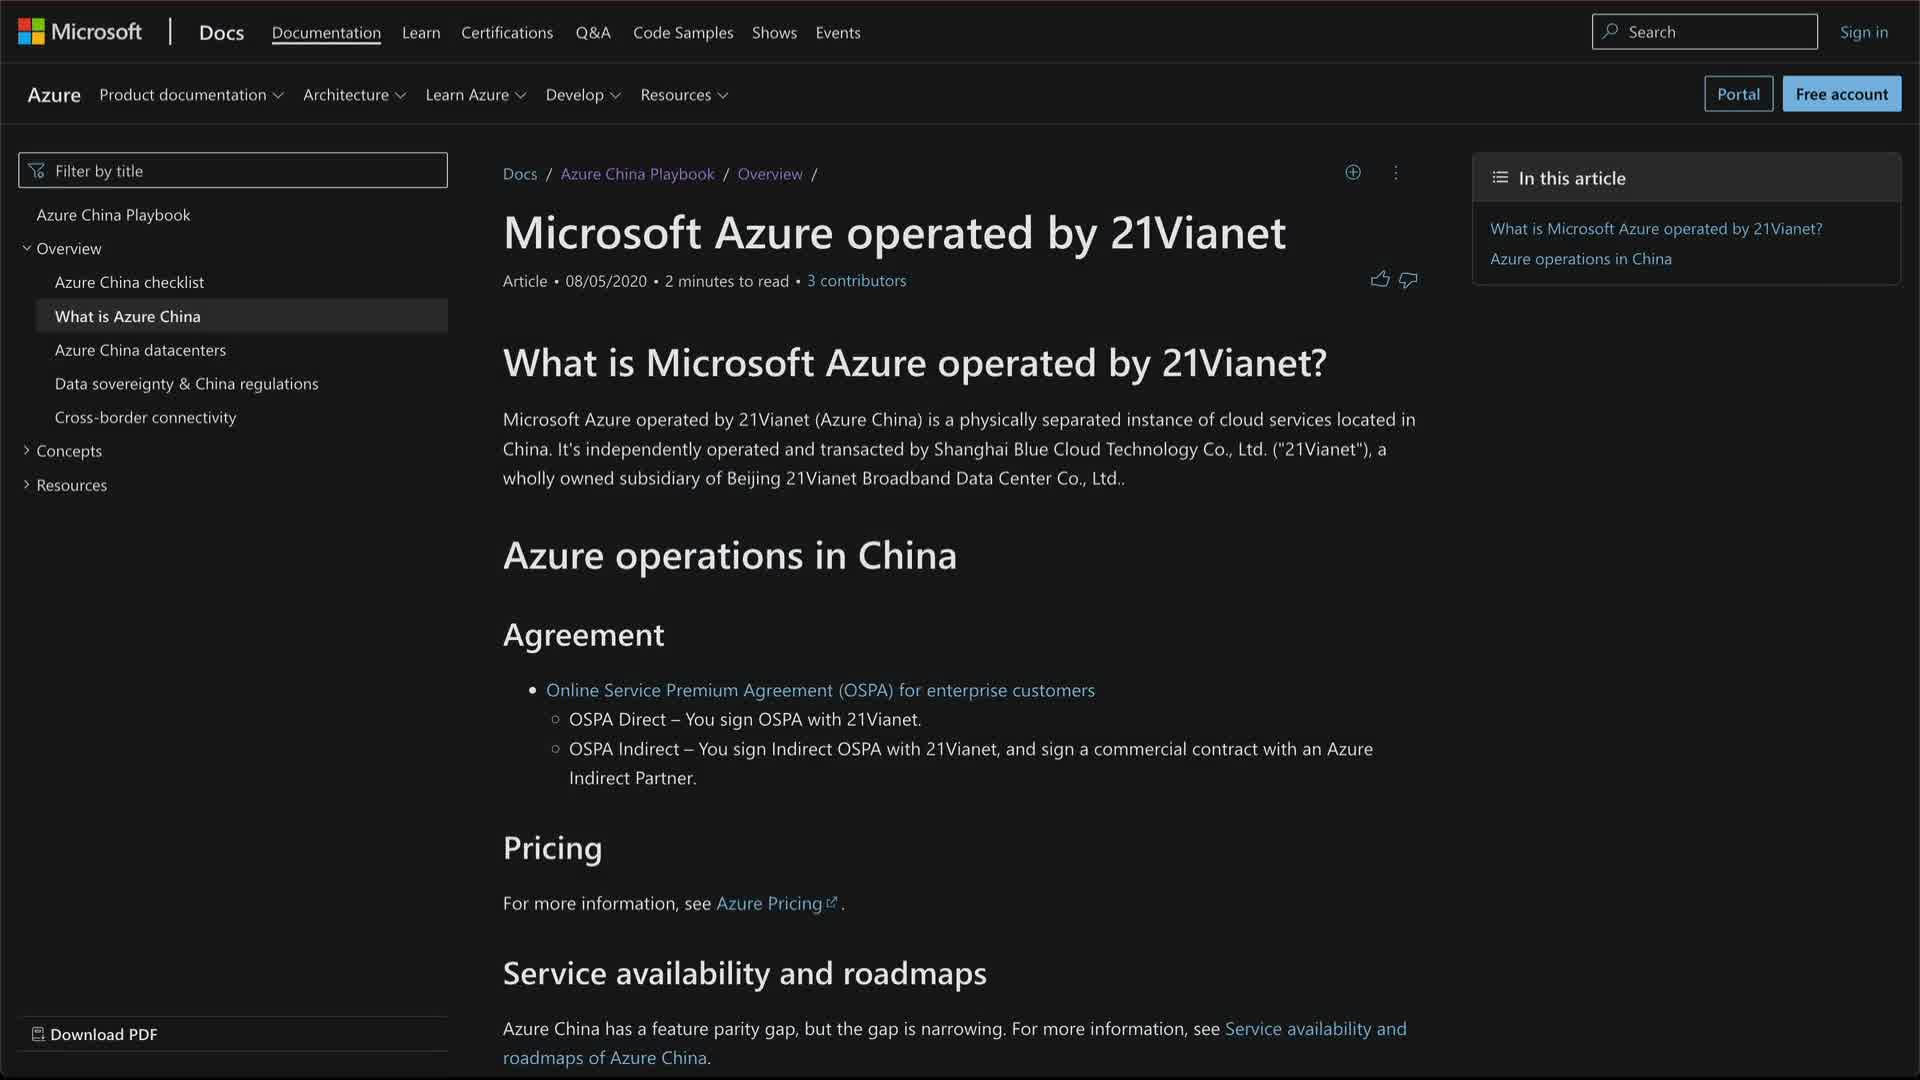 Microsoft | Docs Documentation Learn Certifications Q&A Code Samples Shows Events Search Sign in
Azure Product documentation Architecture Learn Azure Develop Resources Portal Free account
Filter by title
Azure China Playbook
Overview
Azure China checklist
What is Azure China
Azure China datacenters
Data sovereignty & China regulations
Cross-border connectivity
Concepts
Resources
Download PDF
Docs / Azure China Playbook / Overview /
Microsoft Azure operated by 21Vianet
Article • 08/05/2020 • 2 minutes to read • 3 contributors
What is Microsoft Azure operated by 21Vianet?
Microsoft Azure operated by 21Vianet (Azure China) is a physically separated instance of cloud services located in
China. It's independently operated and transacted by Shanghai Blue Cloud Technology Co., Ltd. ("21Vianet"), a
wholly owned subsidiary of Beijing 21Vianet Broadband Data Center Co., Ltd..
Azure operations in China
Agreement
• Online Service Premium Agreement (OSPA) for enterprise customers
○ OSPA Direct – You sign OSPA with 21Vianet.
○ OSPA Indirect – You sign Indirect OSPA with 21Vianet, and sign a commercial contract with an Azure
Indirect Partner.
Pricing
For more information, see Azure Pricing.
Service availability and roadmaps
Azure China has a feature parity gap, but the gap is narrowing. For more information, see Service availability and
roadmaps of Azure China.
In this article
What is Microsoft Azure operated by 21Vianet?
Azure operations in China